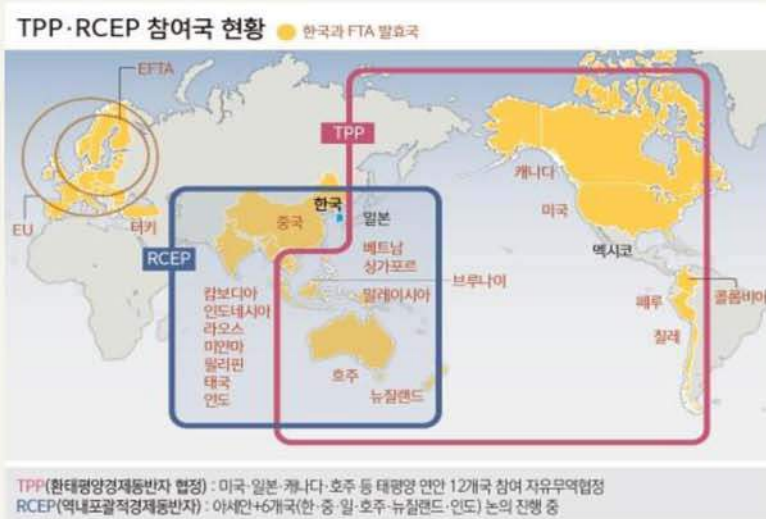 TPP·RCEP 참여국 현황 한국과 FTA 발효국
EFTA
TPP
캐나다
한국
중국
일본
미국
EU
터키
RCEP
베트남
싱가포르
멕시코
브루나이
캄보디아
인도네시아
라오스
미얀마
필리핀
태국
인도
말레이시아
페루
콜롬비아
칠레
호주
뉴질랜드
TPP(환태평양경제동반자 협정) : 미국·일본·캐나다·호주 등 태평양 연안 12개국 참여 자유무역협정
RCEP(역내포괄적경제동반자) : 아세안+6개국(한·중·일·호주·뉴질랜드·인도) 논의 진행 중